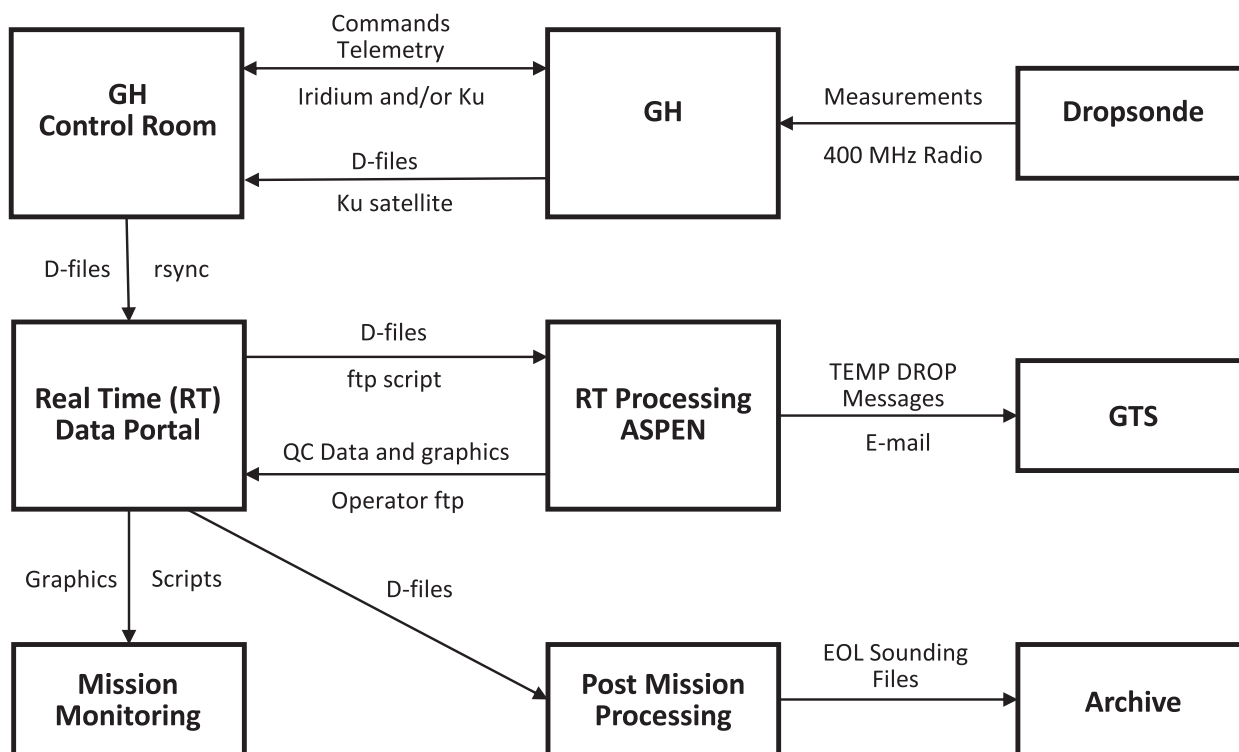 Commands
Telemetry
Iridium and/or Ku
GH
Control Room
GH
Measurements
400 MHz Radio
Dropsonde
D-files
Ku satellite
D-files rsync
Real Time (RT)
Data Portal
D-files
ftp script
QC Data and graphics
Operator ftp
RT Processing
ASPEN
TEMP DROP
Messages
E-mail
GTS
Graphics Scripts
D-files
Mission
Monitoring
Post Mission
Processing
EOL Sounding
Files
Archive